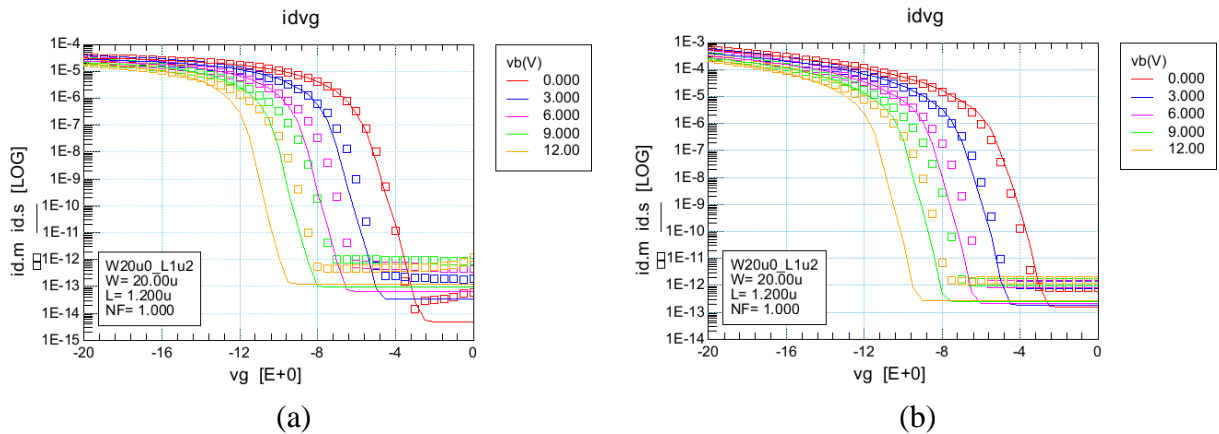 idvg
1E-4
1E-5
1E-6
1E-7
1E-8
1E-9
1E-10
1E-11
1E-12
1E-13
1E-14
1E-15
id.m id.s [LOG]
W20u0_L1u2
W= 20.00u
L= 1.200u
NF= 1.000
-20 -16 -12 -8 -4 0
vg [E+0]
vb(V)
0.000
3.000
6.000
9.000
12.00
(a)
idvg
1E-3
1E-4
1E-5
1E-6
1E-7
1E-8
1E-9
1E-10
1E-11
1E-12
1E-13
1E-14
id.m id.s [LOG]
W20u0_L1u2
W= 20.00u
L= 1.200u
NF= 1.000
-20 -16 -12 -8 -4 0
vg [E+0]
vb(V)
0.000
3.000
6.000
9.000
12.00
(b)